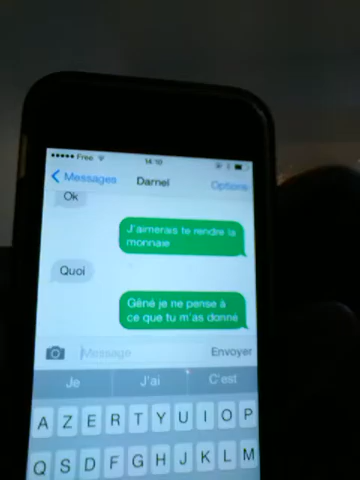 Free 14:10
Messages Darnel Options
Ok
J'aimerais te rendre la
monnaie
Quoi
Gêné je ne pense à
ce que tu m'as donné
Message Envoyer
Je J'ai C'est
A Z E R T Y U I O P
Q S D F G H J K L M